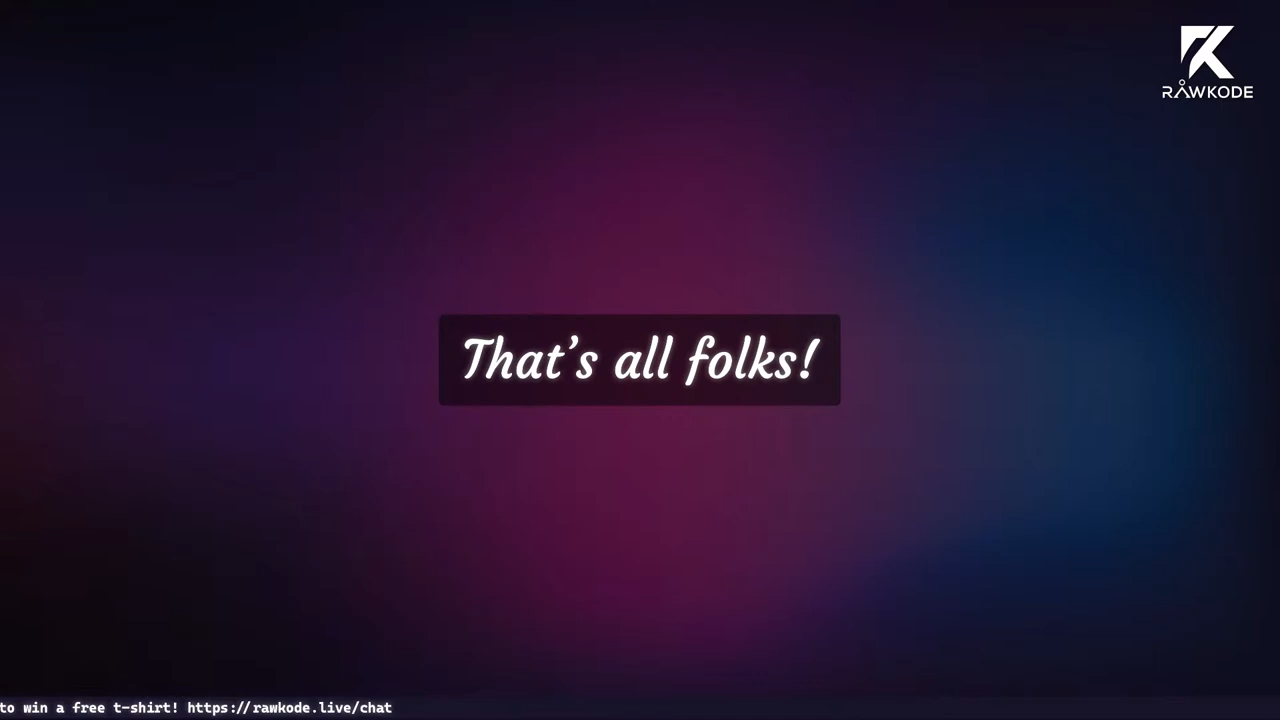 RAWKODE
That's all folks!
to win a free t-shirt! https://rawkode.live/chat